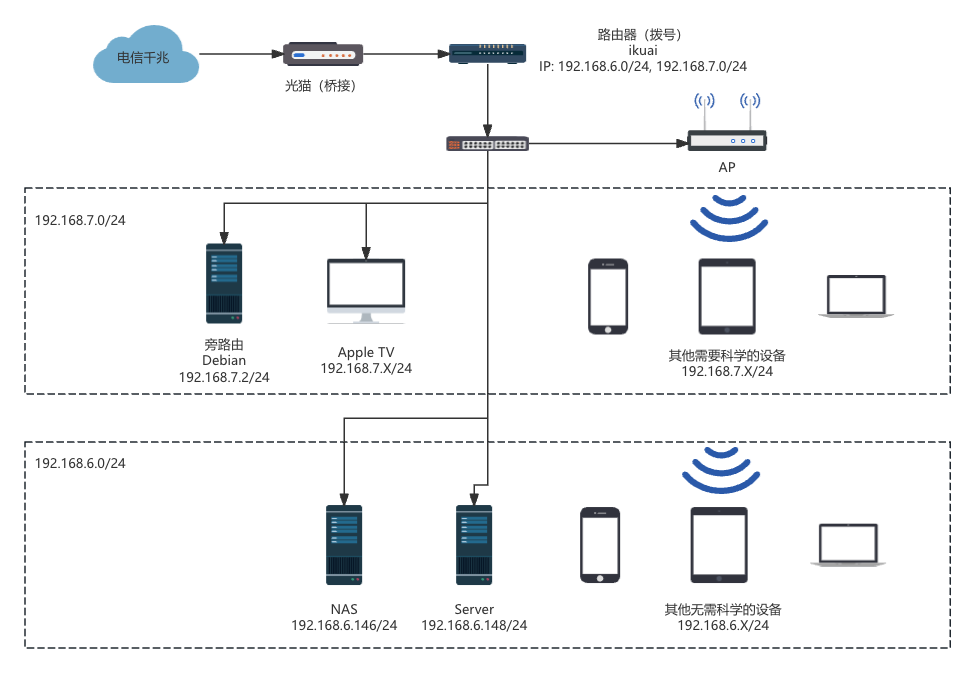 电信千兆
光猫（桥接）
路由器（拨号）
ikuai
IP: 192.168.6.0/24, 192.168.7.0/24
AP
192.168.7.0/24
旁路由
Debian
192.168.7.2/24
Apple TV
192.168.7.X/24
其他需要科学的设备
192.168.7.X/24
192.168.6.0/24
NAS
192.168.6.146/24
Server
192.168.6.148/24
其他无需科学的设备
192.168.6.X/24